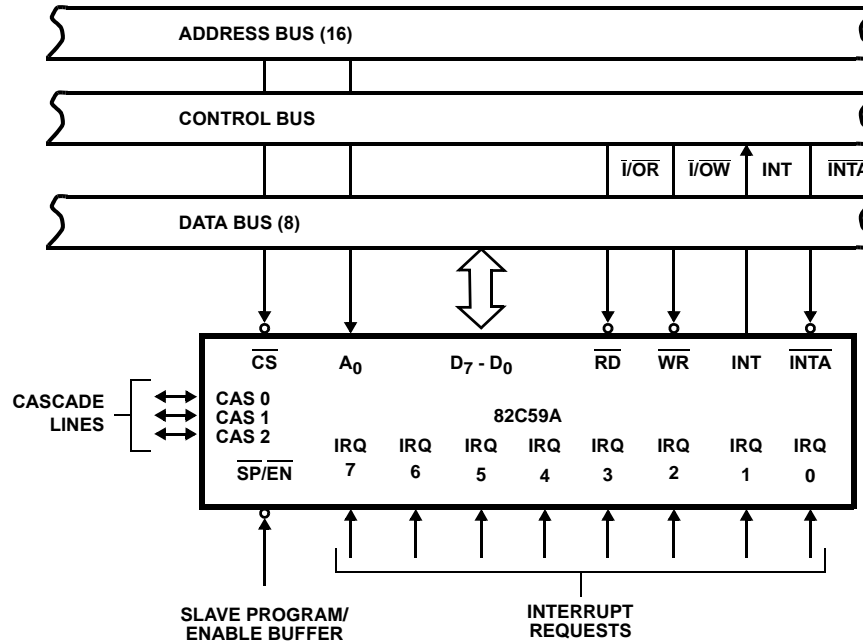 ADDRESS BUS (16)
CONTROL BUS
I/OR I/OW INT INTA
DATA BUS (8)
CS A0 D7 - D0 RD WR INT INTA
CASCADE
LINES
CAS 0
CAS 1
CAS 2
82C59A
IRQ IRQ IRQ IRQ IRQ IRQ IRQ IRQ
7 6 5 4 3 2 1 0
SP/EN
SLAVE PROGRAM/
ENABLE BUFFER
INTERRUPT
REQUESTS